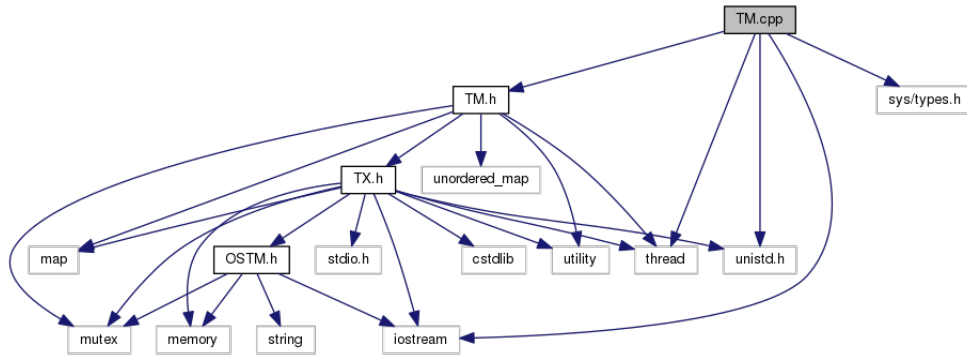 TM.cpp
TM.h
sys/types.h
TX.h
unordered_map
map
OSTM.h
stdio.h
cstdlib
utility
thread
unistd.h
mutex
memory
string
iostream